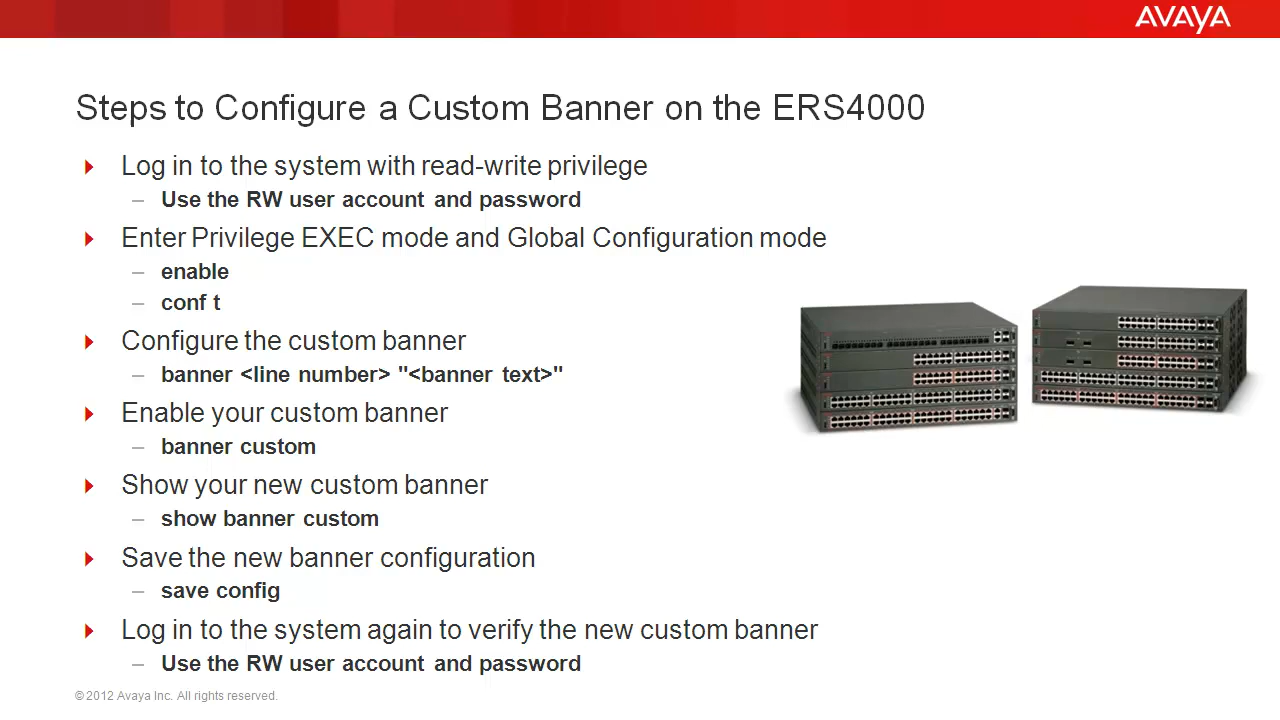 AVAYA
Steps to Configure a Custom Banner on the ERS4000
Log in to the system with read-write privilege
– Use the RW user account and password
Enter Privilege EXEC mode and Global Configuration mode
– enable
– conf t
Configure the custom banner
– banner <line number> "<banner text>"
Enable your custom banner
– banner custom
Show your new custom banner
– show banner custom
Save the new banner configuration
– save config
Log in to the system again to verify the new custom banner
– Use the RW user account and password
© 2012 Avaya Inc. All rights reserved.